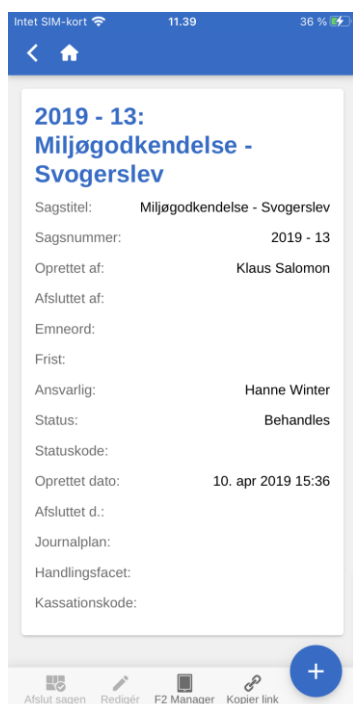 Intet SIM-kort 11.39 36 %
2019 - 13:
Miljøgodkendelse -
Svogerslev
Sagstitel: Miljøgodkendelse - Svogerslev
Sagsnummer: 2019 - 13
Oprettet af: Klaus Salomon
Afsluttet af:
Emneord:
Frist:
Ansvarlig: Hanne Winter
Status: Behandles
Statuskode:
Oprettet dato: 10. apr 2019 15:36
Afsluttet d.:
Journalplan:
Handlingsfacet:
Kassationskode:
Afslut sagen Redigér F2 Manager Kopier link